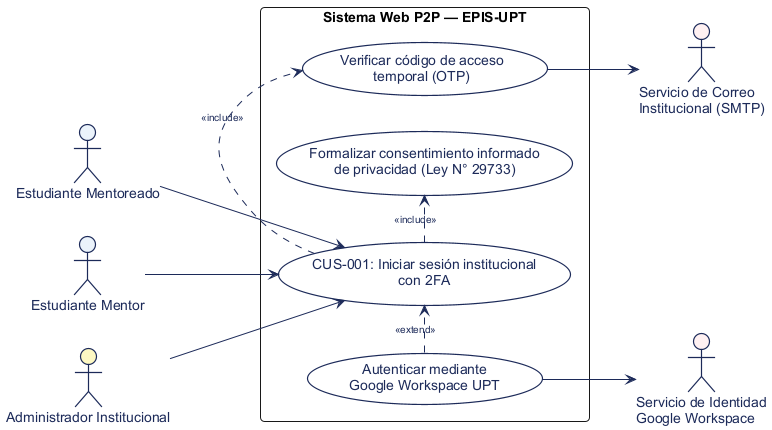 Sistema Web P2P — EPIS-UPT
Verificar código de acceso
temporal (OTP)
Servicio de Correo
Institucional (SMTP)
«include»
Formalizar consentimiento informado
de privacidad (Ley N° 29733)
Estudiante Mentoreado
«include»
CUS-001: Iniciar sesión institucional
con 2FA
Estudiante Mentor
«extend»
Autenticar mediante
Google Workspace UPT
Servicio de Identidad
Google Workspace
Administrador Institucional